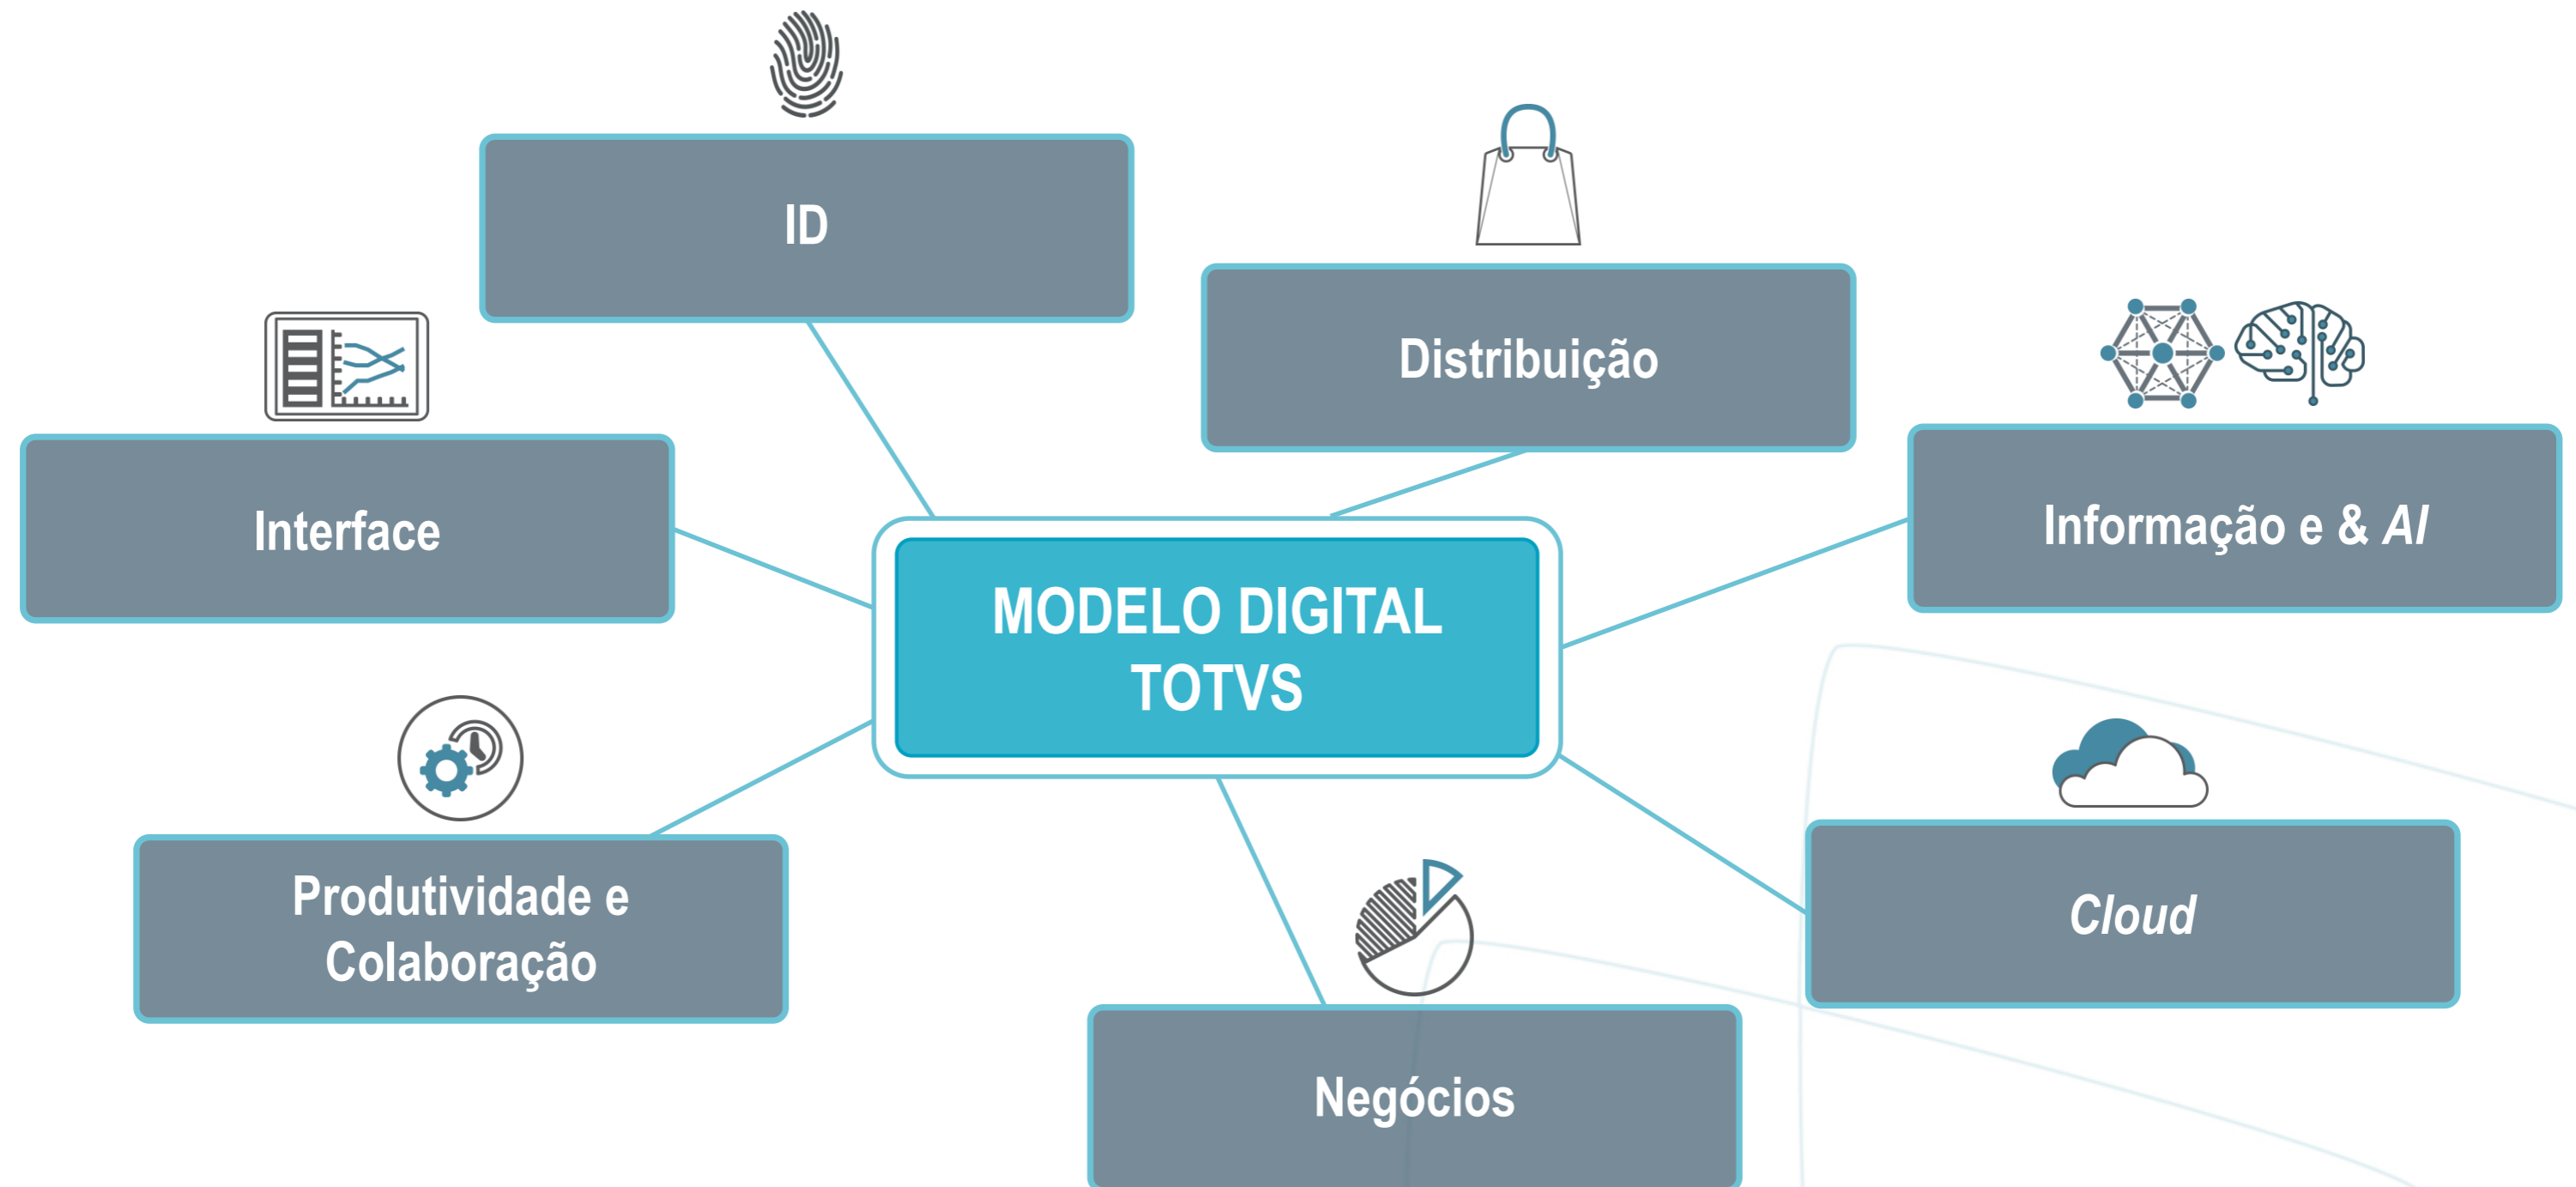 ID
Distribuição
Informação e & AI
Interface
MODELO DIGITAL
TOTVS
Produtividade e
Colaboração
Cloud
Negócios